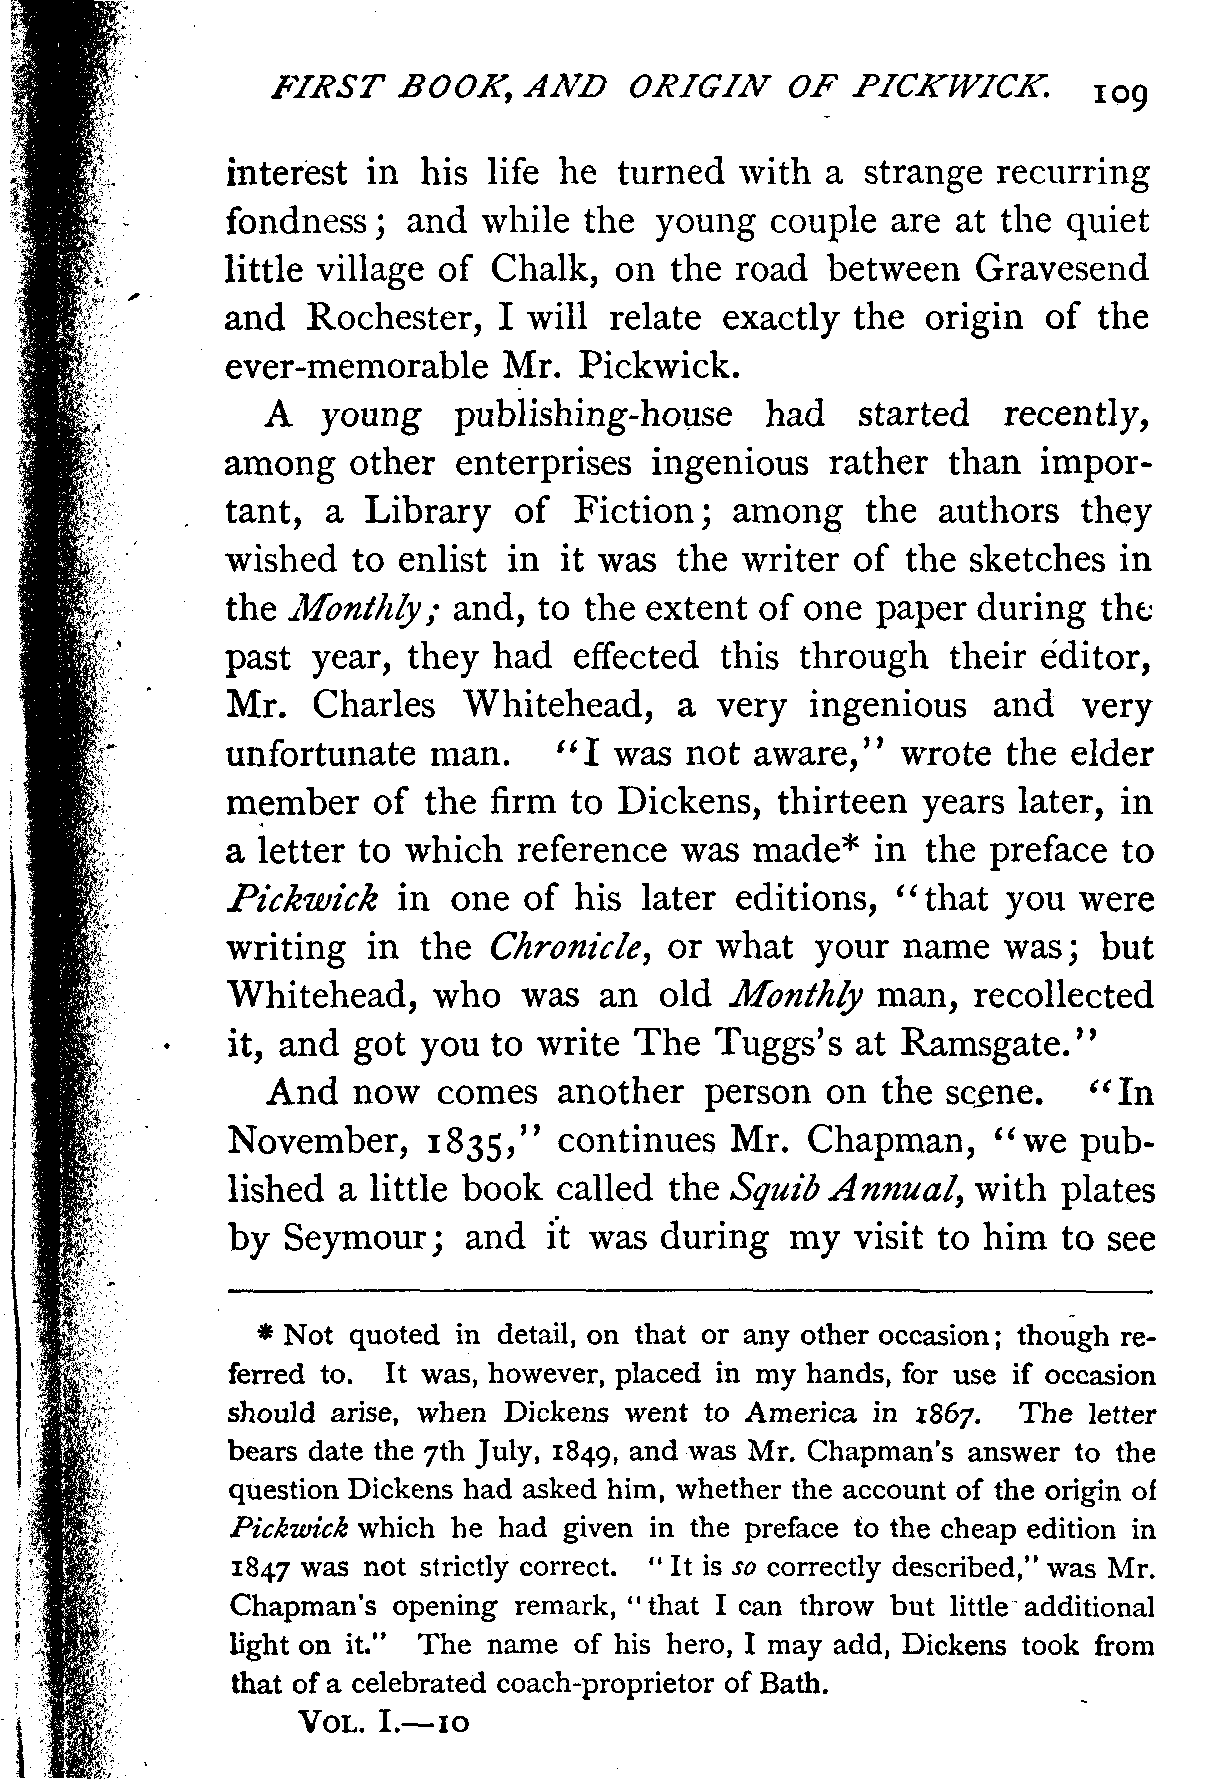 FIRST BOOK, AND ORIGIN OF PICKWICK. 109
interest in his life he turned with a strange recurring
fondness; and while the young couple are at the quiet
little village of Chalk, on the road between Gravesend
and Rochester, I will relate exactly the origin of the
ever-memorable Mr. Pickwick.
A young publishing-house had started recently,
among other enterprises ingenious rather than impor-
tant, a Library of Fiction; among the authors they
wished to enlist in it was the writer of the sketches in
the Monthly; and, to the extent of one paper during the
past year, they had effected this through their editor,
Mr. Charles Whitehead, a very ingenious and very
unfortunate man. "I was not aware," wrote the elder
member of the firm to Dickens, thirteen years later, in
a letter to which reference was made* in the preface to
Pickwick in one of his later editions, "that you were
writing in the Chronicle, or what your name was; but
Whitehead, who was an old Monthly man, recollected
it, and got you to write The Tuggs's at Ramsgate."
And now comes another person on the scene. "In
November, 1835," continues Mr. Chapman, "we pub-
lished a little book called the Squib Annual, with plates
by Seymour; and it was during my visit to him to see
* Not quoted in detail, on that or any other occasion; though re-
ferred to. It was, however, placed in my hands, for use if occasion
should arise, when Dickens went to America in 1867. The letter
bears date the 7th July, 1849, and was Mr. Chapman's answer to the
question Dickens had asked him, whether the account of the origin of
Pickwick which he had given in the preface to the cheap edition in
1847 was not strictly correct. "It is so correctly described," was Mr.
Chapman's opening remark, "that I can throw but little additional
light on it." The name of his hero, I may add, Dickens took from
that of a celebrated coach-proprietor of Bath.
VOL. I.—10